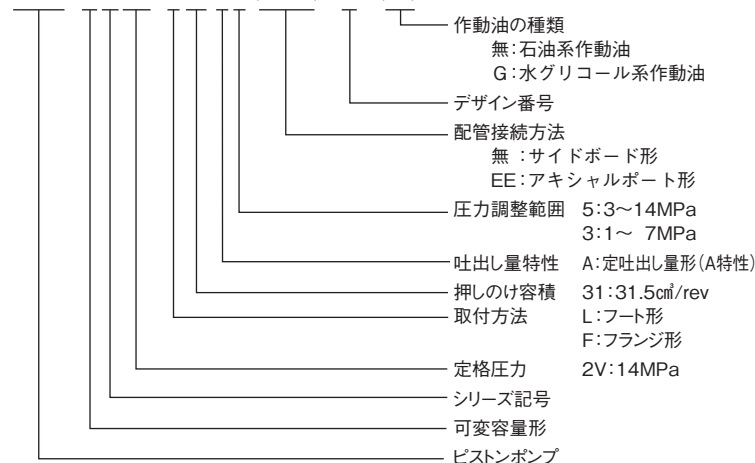 作動油の種類
無:石油系作動油
G:水グリコール系作動油
デザイン番号
配管接続方法
無 :サイドボード形
EE:アキシャルポート形
圧力調整範囲 5:3～14MPa
3:1～ 7MPa
吐出し量特性 A:定吐出し量形(A特性)
押しのけ容積 31:31.5cm³/rev
取付方法 L:フート形
F:フランジ形
定格圧力 2V:14MPa
シリーズ記号
可変容量形
ピストンポンプ